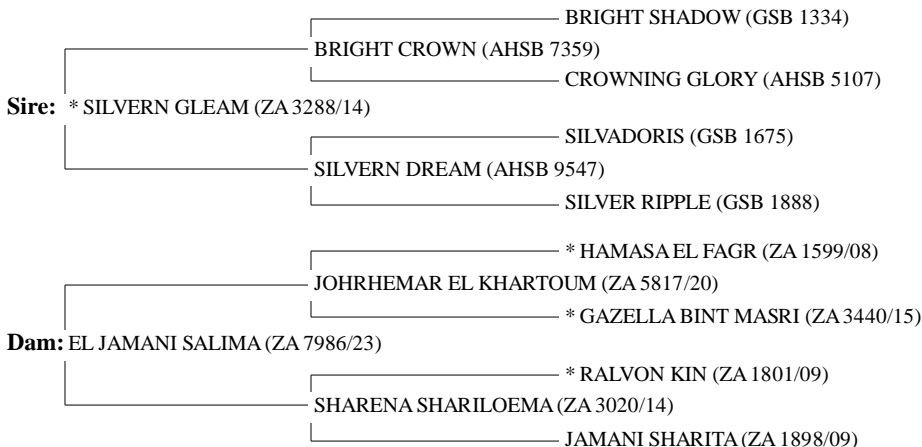 BRIGHT SHADOW (GSB 1334)
BRIGHT CROWN (AHSB 7359)
CROWNING GLORY (AHSB 5107)
Sire: * SILVERN GLEAM (ZA 3288/14)
SILVADORIS (GSB 1675)
SILVERN DREAM (AHSB 9547)
SILVER RIPPLE (GSB 1888)
* HAMASA EL FAGR (ZA 1599/08)
JOHRHEMAR EL KHARTOUM (ZA 5817/20)
* GAZELLA BINT MASRI (ZA 3440/15)
Dam: EL JAMANI SALIMA (ZA 7986/23)
* RALVON KIN (ZA 1801/09)
SHARENA SHARILOEMA (ZA 3020/14)
JAMANI SHARITA (ZA 1898/09)